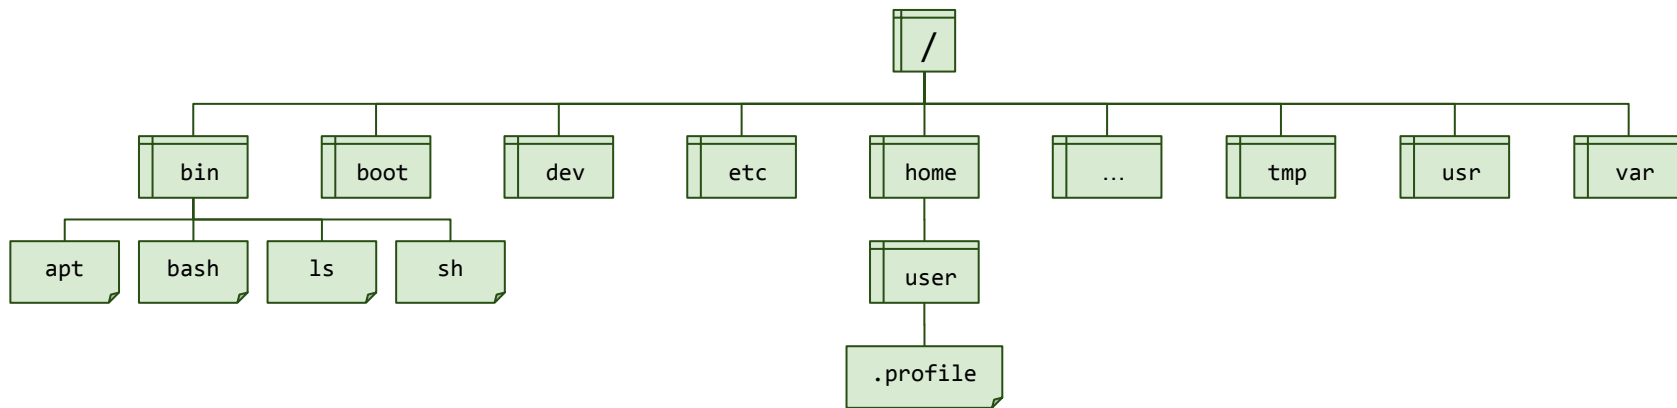 /
bin boot dev etc home ... tmp usr var
apt bash ls sh user
.profile